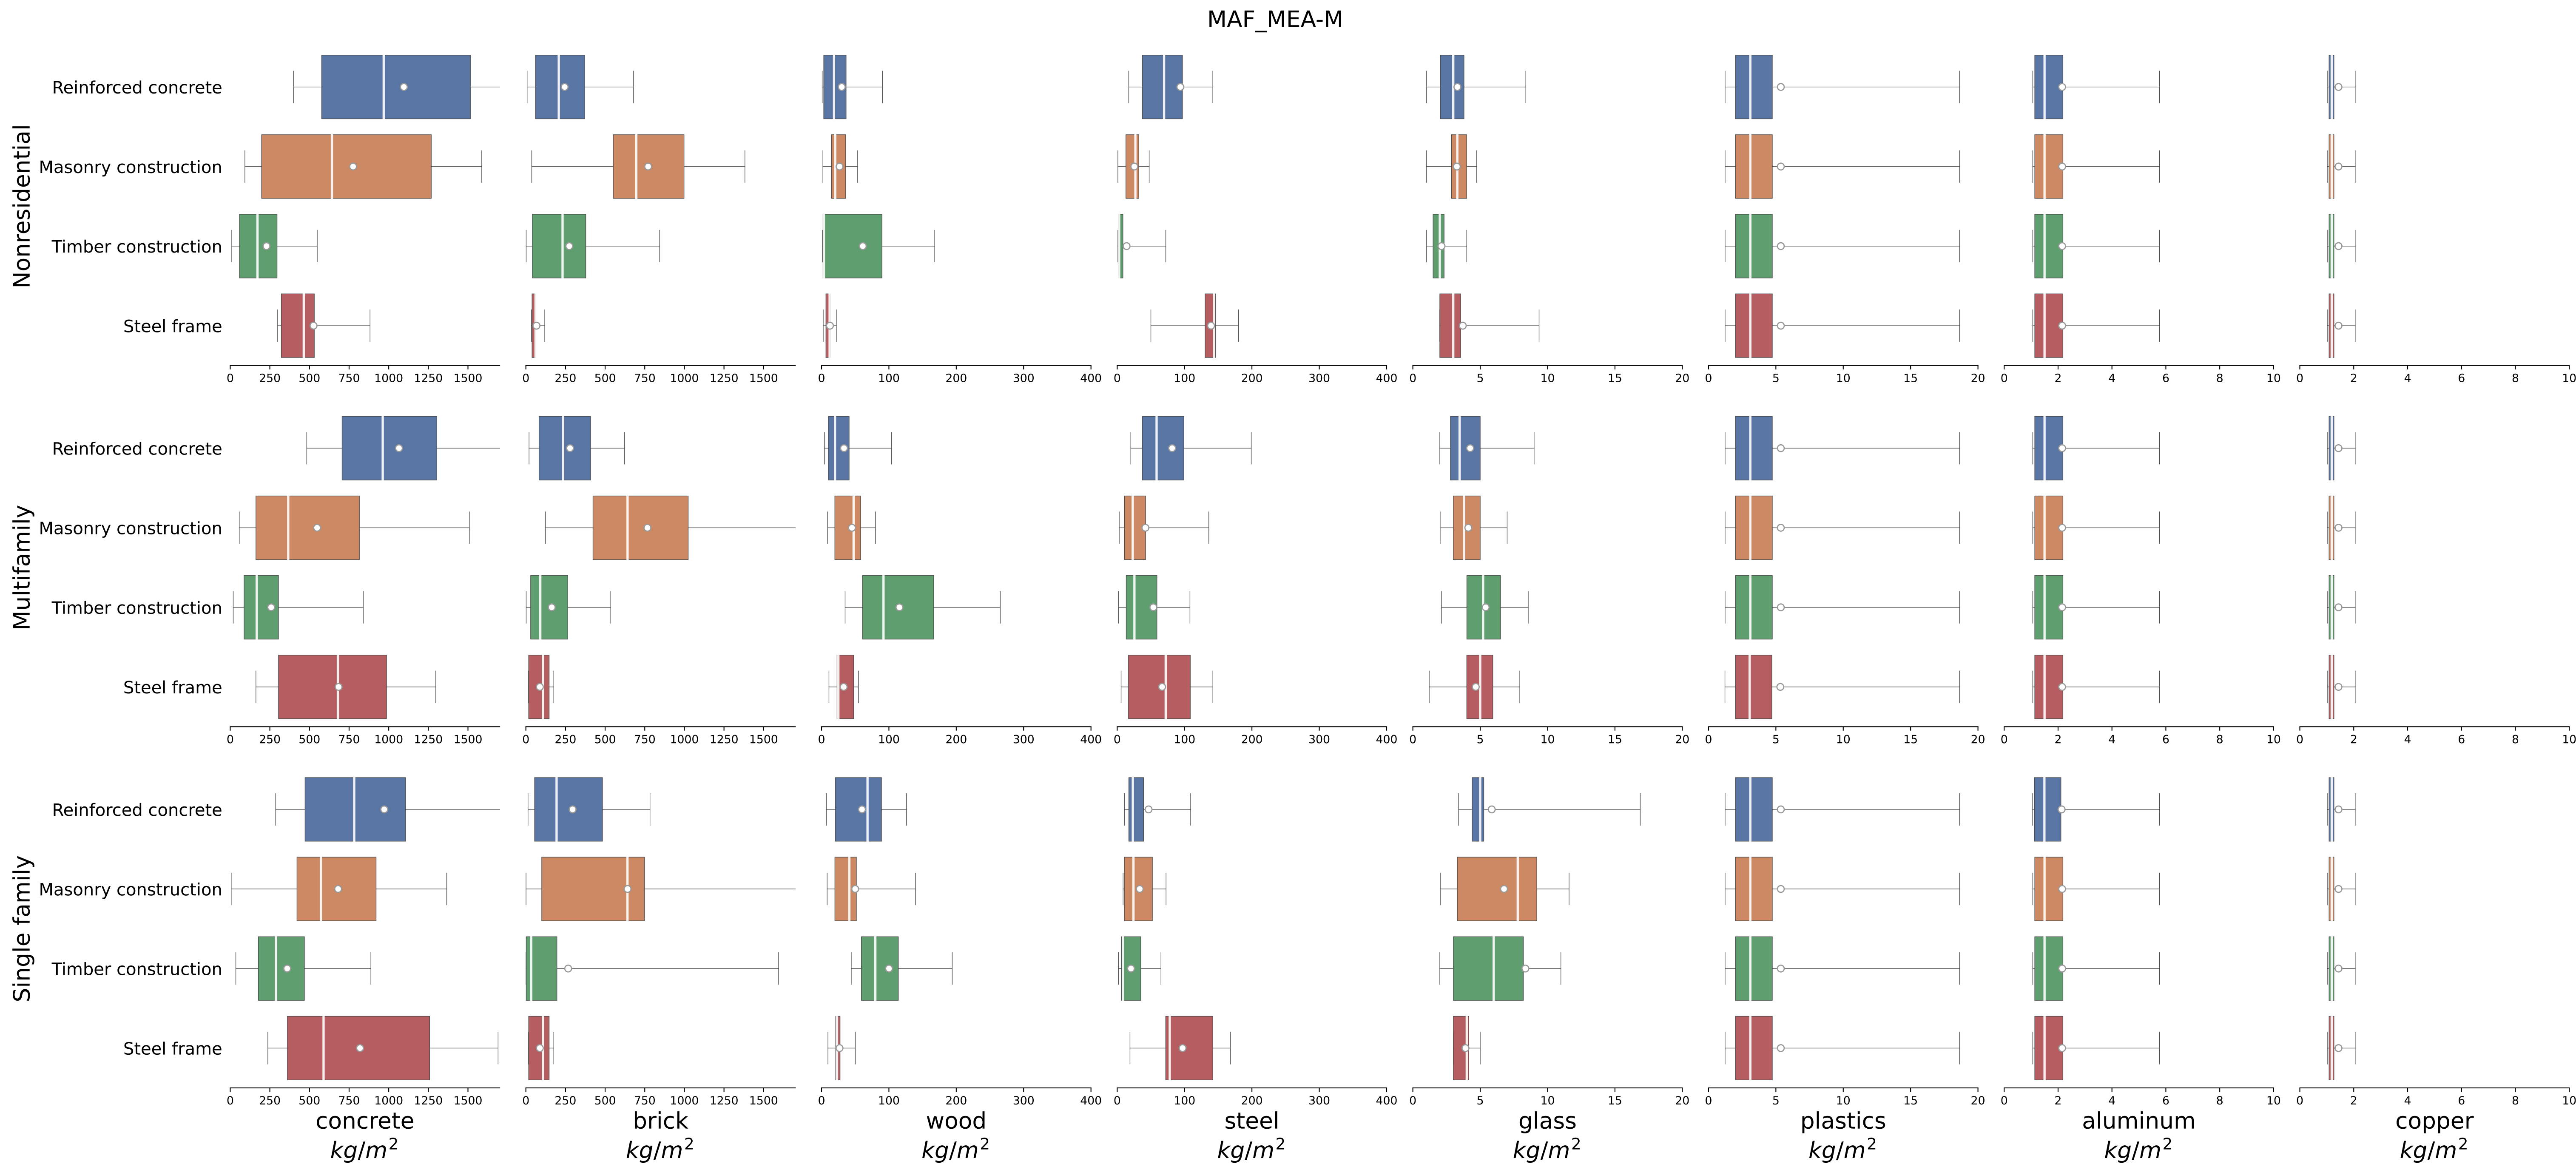 MAF_MEA-M
Nonresidential
Reinforced concrete
Masonry construction
Timber construction
Steel frame
0 250 500 750 1000 1250 1500
0 250 500 750 1000 1250 1500
0 100 200 300 400
0 100 200 300 400
0 5 10 15 20
0 5 10 15 20
0 2 4 6 8 10
0 2 4 6 8 10
Multifamily
Reinforced concrete
Masonry construction
Timber construction
Steel frame
0 250 500 750 1000 1250 1500
0 250 500 750 1000 1250 1500
0 100 200 300 400
0 100 200 300 400
0 5 10 15 20
0 5 10 15 20
0 2 4 6 8 10
0 2 4 6 8 10
Single family
Reinforced concrete
Masonry construction
Timber construction
Steel frame
0 250 500 750 1000 1250 1500
0 250 500 750 1000 1250 1500
0 100 200 300 400
0 100 200 300 400
0 5 10 15 20
0 5 10 15 20
0 2 4 6 8 10
0 2 4 6 8 10
concrete
kg/m²
brick
kg/m²
wood
kg/m²
steel
kg/m²
glass
kg/m²
plastics
kg/m²
aluminum
kg/m²
copper
kg/m²